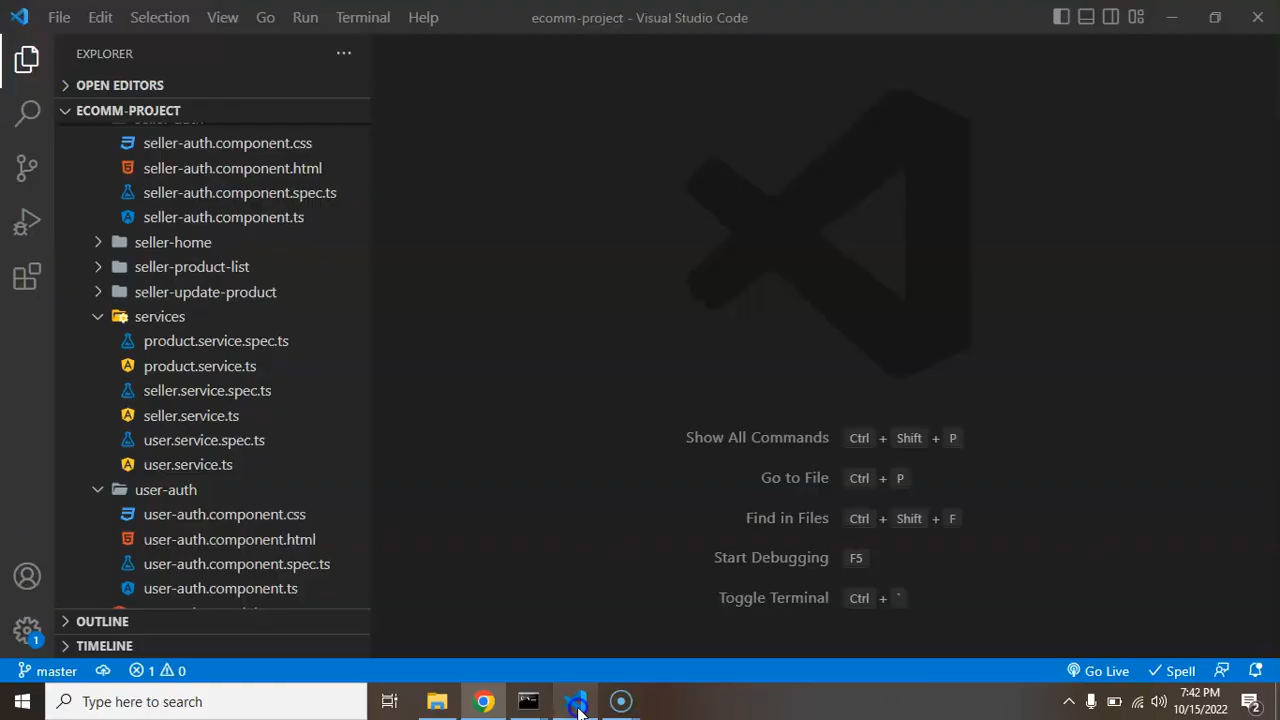 File Edit Selection View Go Run Terminal Help
ecomm-project - Visual Studio Code
EXPLORER
OPEN EDITORS
ECOMM-PROJECT
seller-auth.component.css
seller-auth.component.html
seller-auth.component.spec.ts
seller-auth.component.ts
seller-home
seller-product-list
seller-update-product
services
product.service.spec.ts
product.service.ts
seller.service.spec.ts
seller.service.ts
user.service.spec.ts
user.service.ts
user-auth
user-auth.component.css
user-auth.component.html
user-auth.component.spec.ts
user-auth.component.ts
OUTLINE
TIMELINE
Show All Commands Ctrl + Shift + P
Go to File Ctrl + P
Find in Files Ctrl + Shift + F
Start Debugging F5
Toggle Terminal Ctrl + `
1
master 1 0
Go Live Spell
Type here to search
7:42 PM
10/15/2022
2